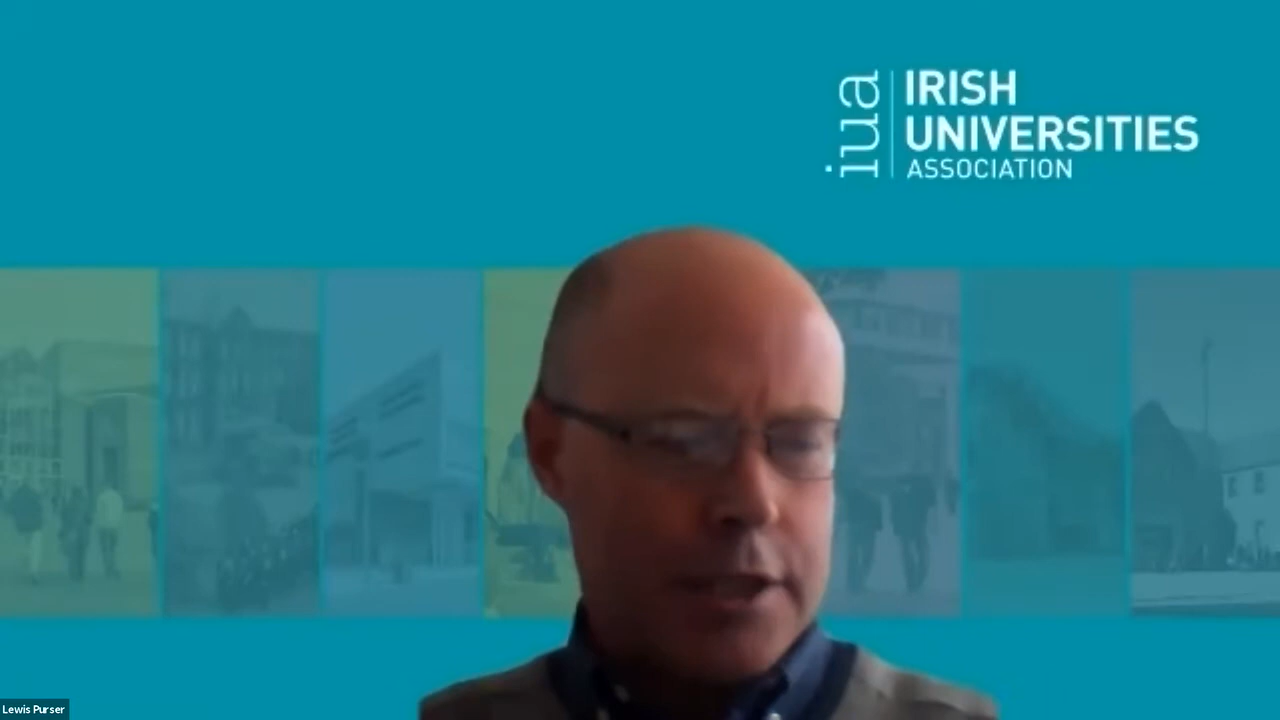 iua
IRISH
UNIVERSITIES
ASSOCIATION
Lewis Purser